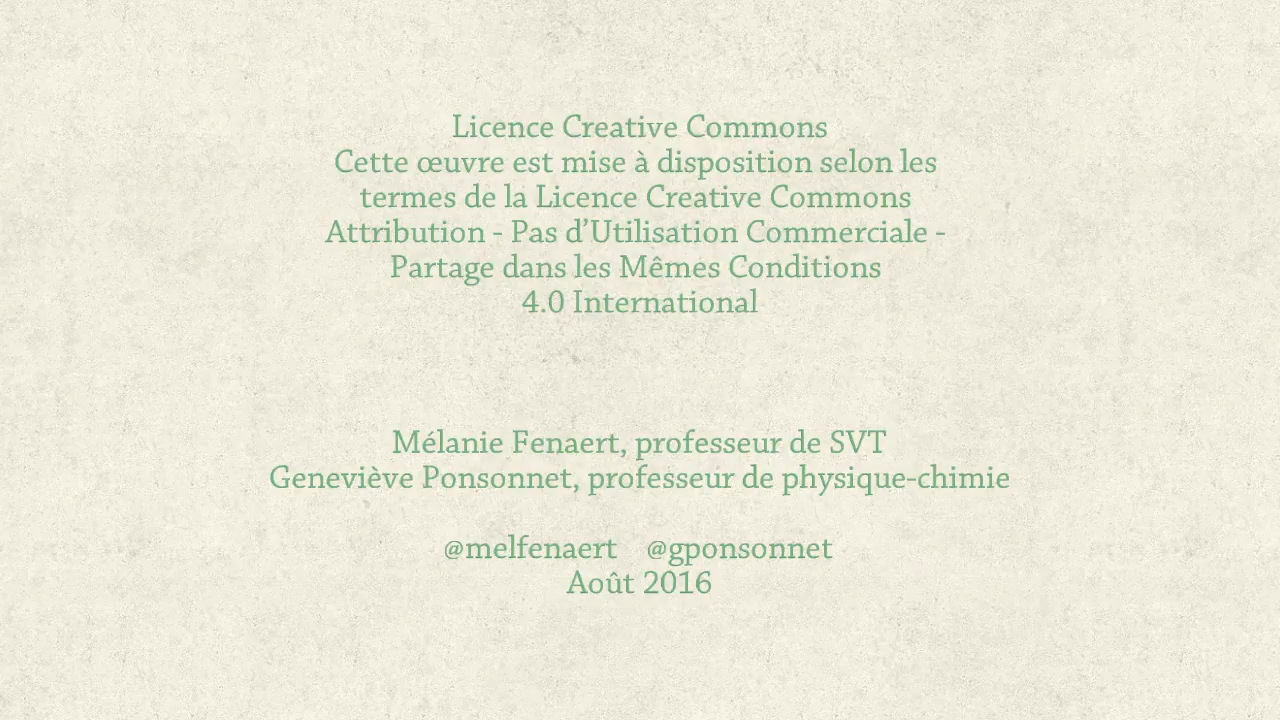 Licence Creative Commons
Cette œuvre est mise à disposition selon les
termes de la Licence Creative Commons
Attribution - Pas d’Utilisation Commerciale -
Partage dans les Mêmes Conditions
4.0 International
Mélanie Fenaert, professeur de SVT
Geneviève Ponsonnet, professeur de physique-chimie
@melfenaert @gponsonnet
Août 2016